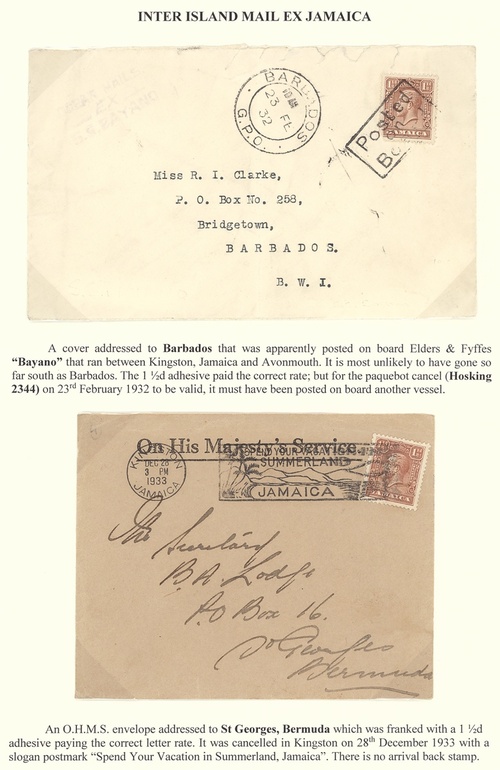 INTER ISLAND MAIL EX JAMAICA
BARBADOS
23 FE
32
G.P.O.
1½
JAMAICA
Posted
Miss R. I. Clarke,
P. O. Box No. 258,
Bridgetown,
BARBADOS.
B. W. I.
A cover addressed to Barbados that was apparently posted on board Elders & Fyffes
“Bayano” that ran between Kingston, Jamaica and Avonmouth. It is most unlikely to have gone so
far south as Barbados. The 1 ½d adhesive paid the correct rate; but for the paquebot cancel (Hosking
2344) on 23rd February 1932 to be valid, it must have been posted on board another vessel.
On His Majesty's Service.
KINGSTON
DEC 28
3 PM
1933
JAMAICA
SPEND YOUR VACATION IN
SUMMERLAND
JAMAICA
The
Secretary
B.A. Lodge
P.O Box 16.
St Georges
Bermuda
An O.H.M.S. envelope addressed to St Georges, Bermuda which was franked with a 1 ½d
adhesive paying the correct letter rate. It was cancelled in Kingston on 28th December 1933 with a
slogan postmark “Spend Your Vacation in Summerland, Jamaica”. There is no arrival back stamp.